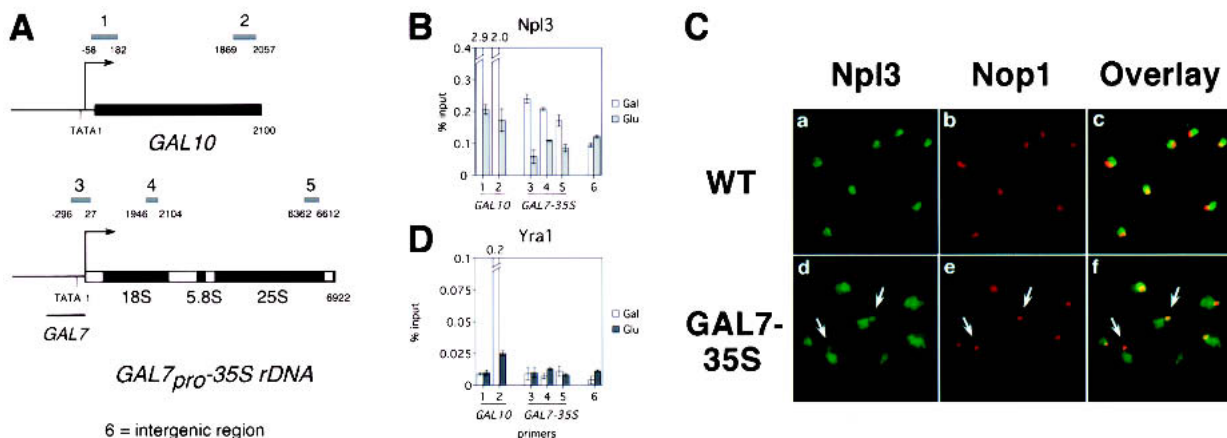 A
1
2
-58
182
1869
2057
TATA1
2100
GAL10
3
4
5
-296
27
1946
2104
6362
6612
TATA 1
18S
5.8S
25S
6922
GAL7
GAL7pro-35S rDNA
6 = intergenic region
B
Npl3
2.9
2.0
0.4
0.3
0.2
0.1
0
% input
Gal
Glu
1
2
3
4
5
6
GAL10
GAL7-35S
D
Yra1
0.2
0.1
0.075
0.05
0.025
0
% input
Gal
Glu
1
2
3
4
5
6
GAL10
GAL7-35S
primers
C
Npl3
Nop1
Overlay
WT
a
b
c
GAL7-
35S
d
e
f